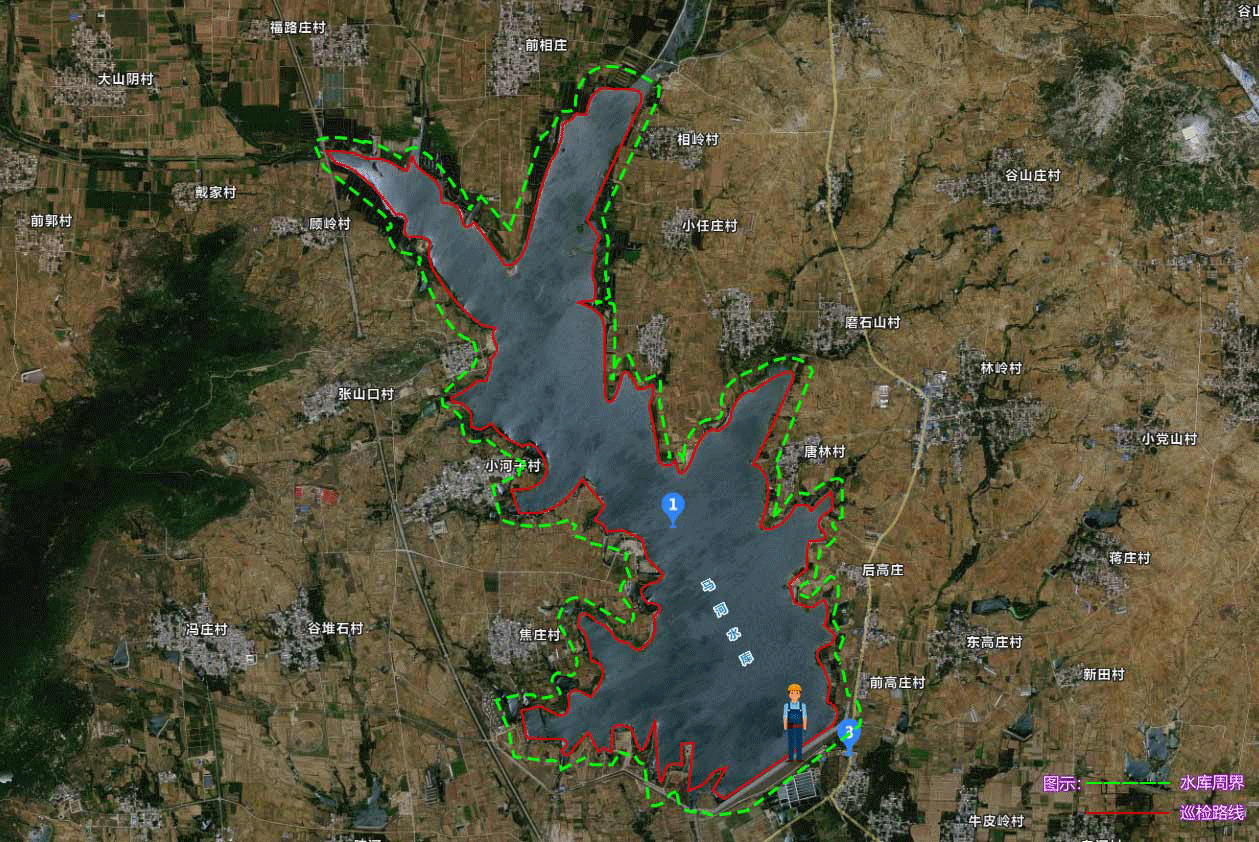 谷山
福路庄村
前相庄
大山阴村
相岭村
谷山庄村
戴家村
前郭村
顾岭村
小任庄村
磨石山村
林岭村
张山口村
小党山村
唐林村
小河子村
1
蒋庄村
后高庄
邱河水库
冯庄村
谷堆石村
焦庄村
东高庄村
新田村
前高庄村
3
图示:
水库周界
巡检路线
牛皮岭村